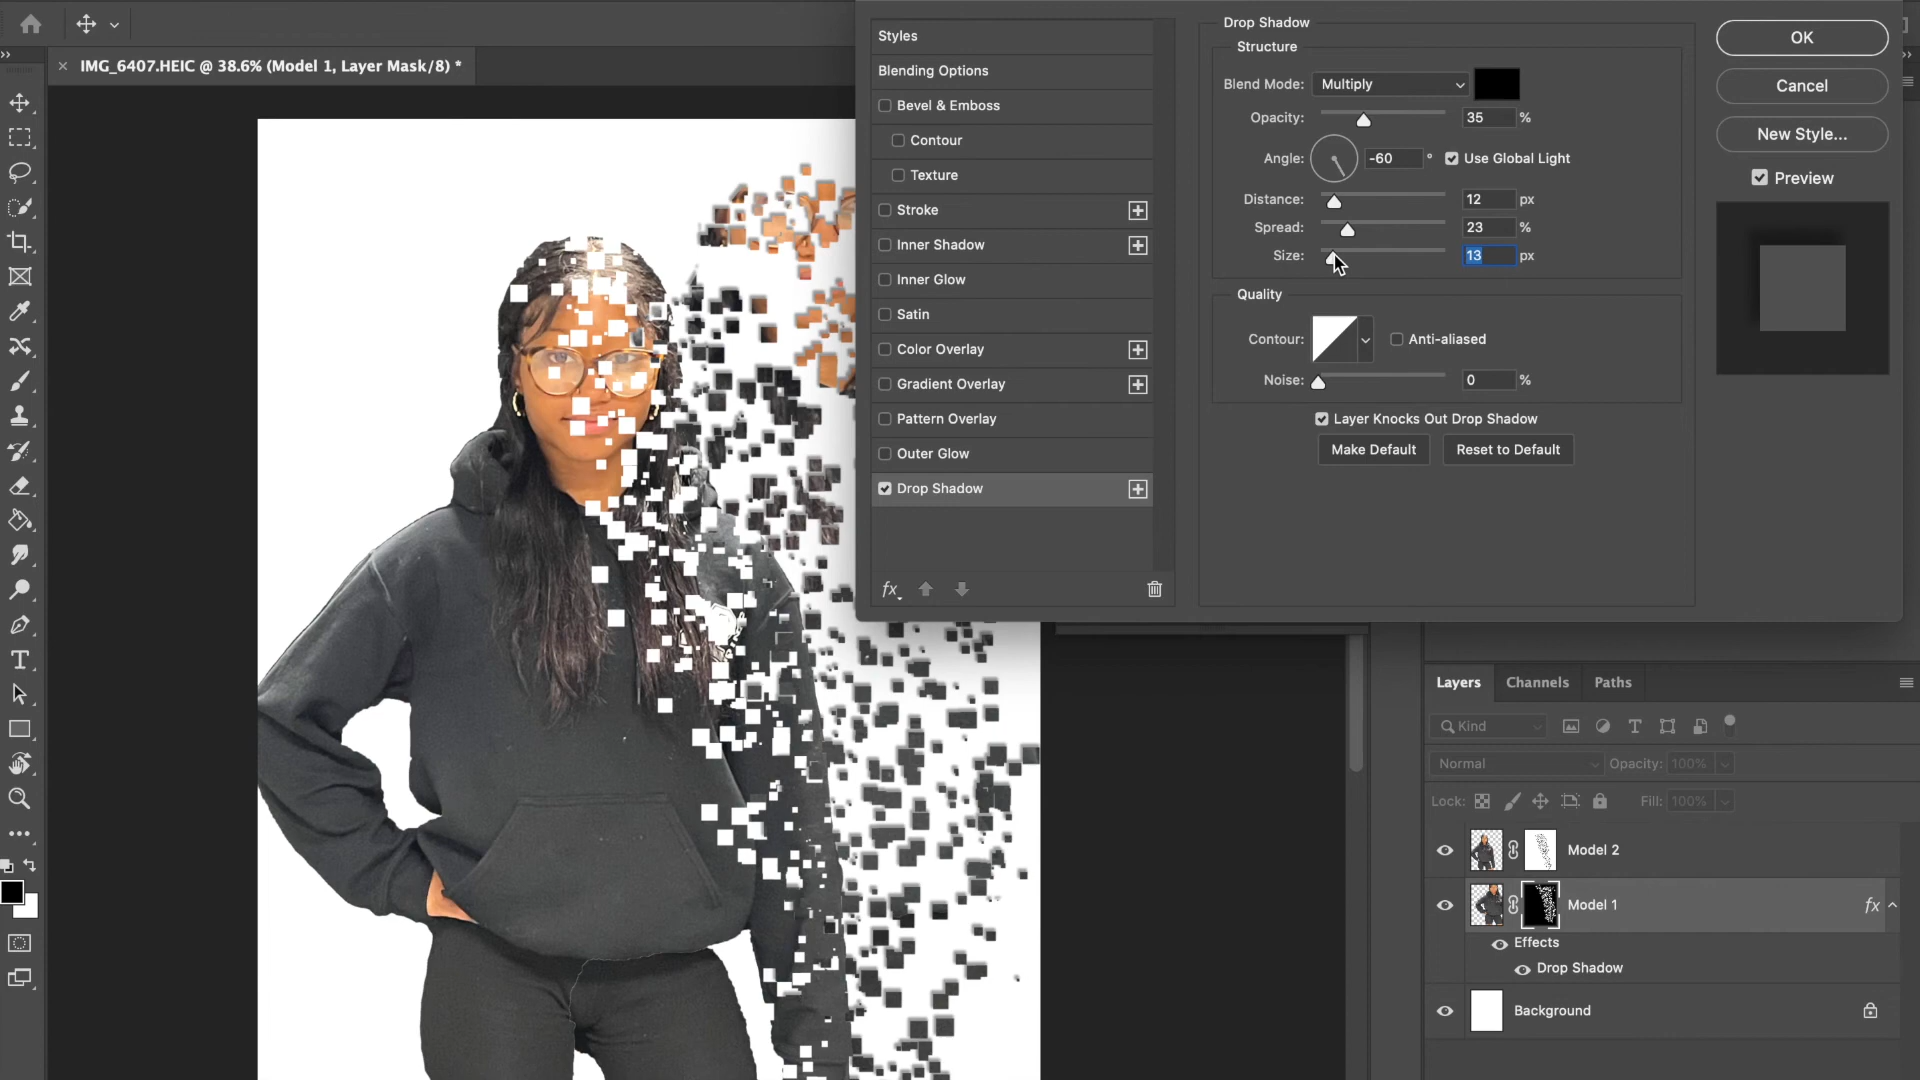 IMG_6407.HEIC @ 38.6% (Model 1, Layer Mask/8) *
Styles
Blending Options
Bevel & Emboss
Contour
Texture
Stroke
Inner Shadow
Inner Glow
Satin
Color Overlay
Gradient Overlay
Pattern Overlay
Outer Glow
Drop Shadow
fx
Drop Shadow
Structure
Blend Mode: Multiply
Opacity: 35 %
Angle: -60 ° Use Global Light
Distance: 12 px
Spread: 23 %
Size: 13 px
Quality
Contour: Anti-aliased
Noise: 0 %
Layer Knocks Out Drop Shadow
Make Default Reset to Default
OK
Cancel
New Style...
Preview
Layers Channels Paths
Kind
Normal Opacity: 100%
Lock: Fill: 100%
Model 2
Model 1 fx
Effects
Drop Shadow
Background